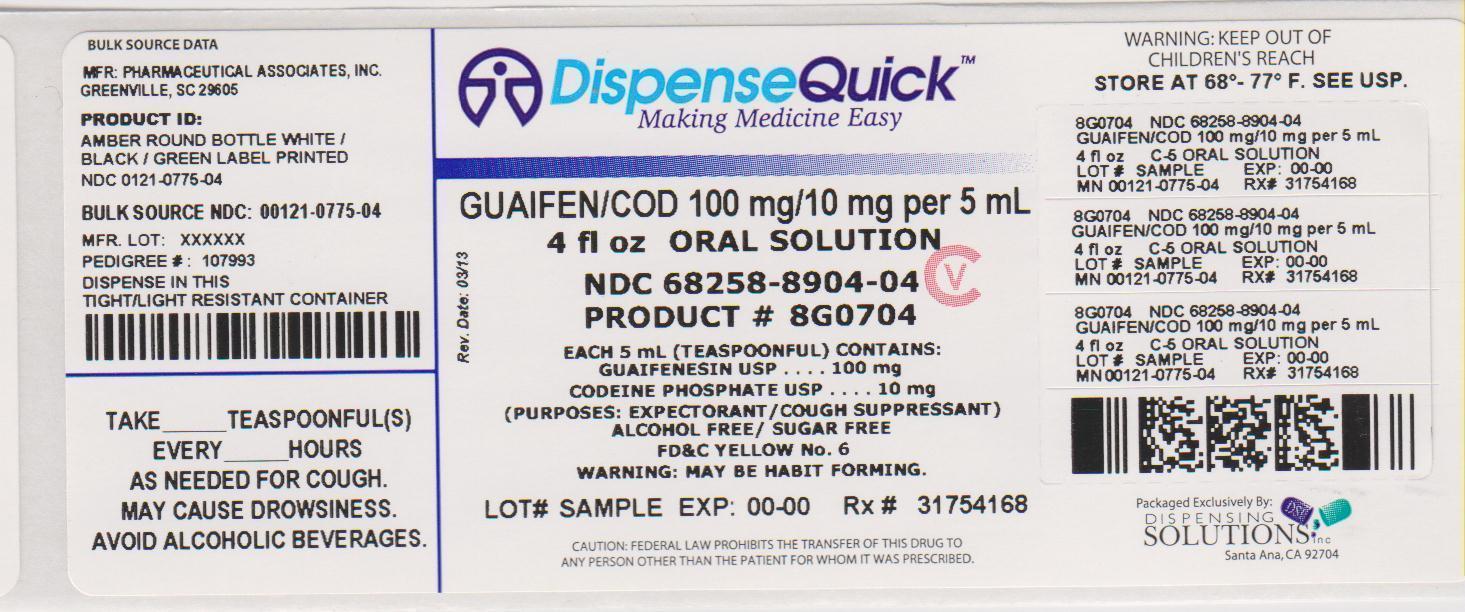 BULK SOURCE DATA
MFR: PHARMACEUTICAL ASSOCIATES, INC.
GREENVILLE, SC 29605
PRODUCT ID:
AMBER ROUND BOTTLE WHITE /
BLACK / GREEN LABEL PRINTED
NDC 0121-0775-04
BULK SOURCE NDC: 00121-0775-04
MFR. LOT: XXXXXX
PEDIGREE #: 107993
DISPENSE IN THIS
TIGHT/LIGHT RESISTANT CONTAINER
TAKE_____TEASPOONFUL(S)
EVERY_____HOURS
AS NEEDED FOR COUGH.
MAY CAUSE DROWSINESS.
AVOID ALCOHOLIC BEVERAGES.
DispenseQuick™
Making Medicine Easy
GUAIFEN/COD 100 mg/10 mg per 5 mL
4 fl oz ORAL SOLUTION
NDC 68258-8904-04
CV
PRODUCT # 8G0704
Rev. Date: 03/13
EACH 5 mL (TEASPOONFUL) CONTAINS:
GUAIFENESIN USP .... 100 mg
CODEINE PHOSPHATE USP .... 10 mg
(PURPOSES: EXPECTORANT/COUGH SUPPRESSANT)
ALCOHOL FREE/ SUGAR FREE
FD&C YELLOW No. 6
WARNING: MAY BE HABIT FORMING.
LOT# SAMPLE EXP: 00-00 Rx # 31754168
CAUTION: FEDERAL LAW PROHIBITS THE TRANSFER OF THIS DRUG TO
ANY PERSON OTHER THAN THE PATIENT FOR WHOM IT WAS PRESCRIBED.
WARNING: KEEP OUT OF
CHILDREN'S REACH
STORE AT 68°- 77° F. SEE USP.
8G0704 NDC 68258-8904-04
GUAIFEN/COD 100 mg/10 mg per 5 mL
4 fl oz C-5 ORAL SOLUTION
LOT # SAMPLE EXP: 00-00
MN 00121-0775-04 RX# 31754168
8G0704 NDC 68258-8904-04
GUAIFEN/COD 100 mg/10 mg per 5 mL
4 fl oz C-5 ORAL SOLUTION
LOT # SAMPLE EXP: 00-00
MN 00121-0775-04 RX# 31754168
8G0704 NDC 68258-8904-04
GUAIFEN/COD 100 mg/10 mg per 5 mL
4 fl oz C-5 ORAL SOLUTION
LOT # SAMPLE EXP: 00-00
MN 00121-0775-04 RX# 31754168
Packaged Exclusively By:
DISPENSING
SOLUTIONS inc
DSI
Santa Ana, CA 92704